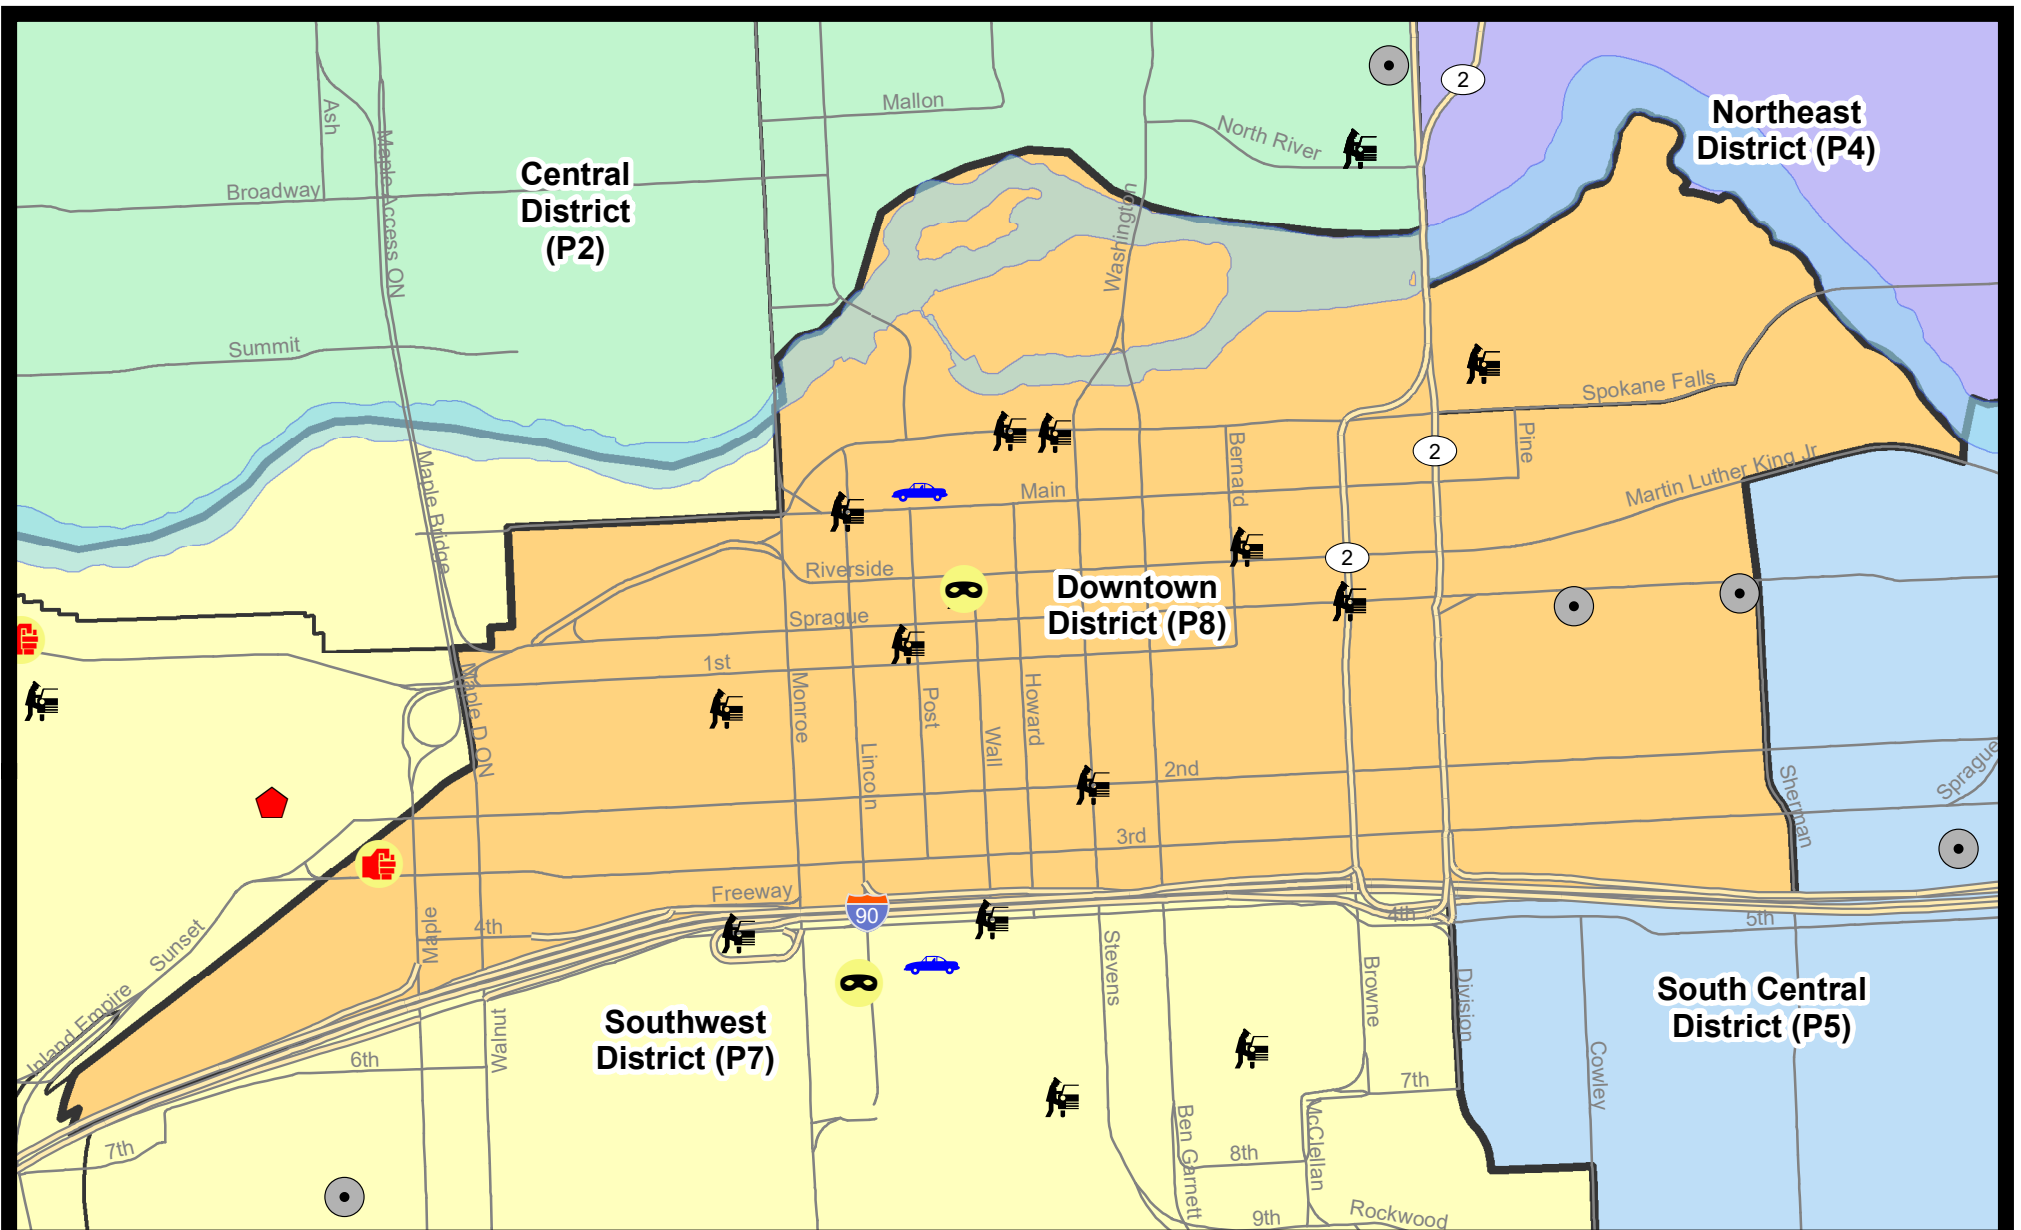 2
Mallon
Ash
North River
Northeast
District (P4)
Maple Access ON
Central
District
(P2)
Broadway
Washington
Summit
Spokane Falls
Pine
Bernard
2
Maple Bridge
Main
Martin Luther King Jr
2
Riverside
Downtown
District (P8)
Sprague
1st
Maple D ON
Monroe
Post
Howard
Wall
Lincoln
2nd
Sherman
Sprague
3rd
Freeway
90
4th
4th
5th
Maple
Sunset
Stevens
Browne
Division
South Central
District (P5)
Inland Empire
Southwest
District (P7)
Walnut
6th
Cowley
7th
McClellan
Ben Garnett
7th
8th
Rockwood
9th